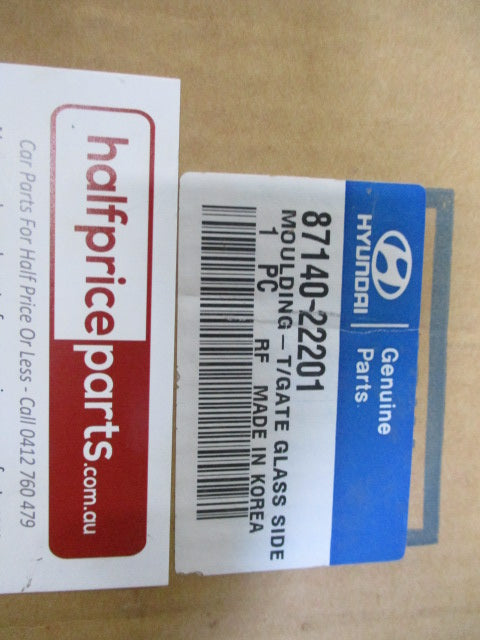 HYUNDAI
Genuine
Parts
87140-22201
MOULDING-T/GATE GLASS SIDE
1 PC RF MADE IN KOREA
halfpriceparts.com.au
Car Parts For Half Price Or Less - Call 0412 760 479